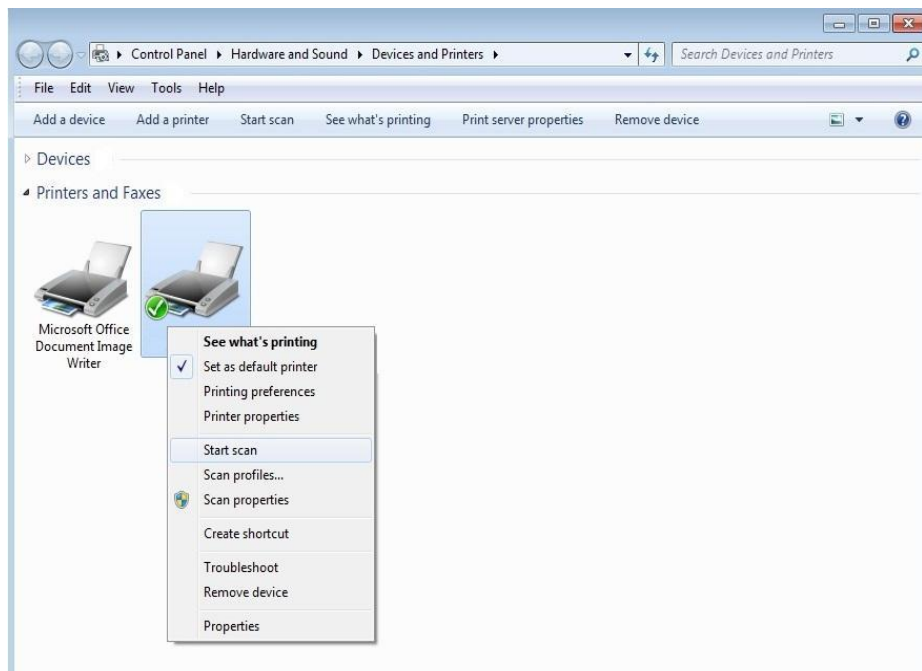 Control Panel ▸ Hardware and Sound ▸ Devices and Printers ▸
Search Devices and Printers
File Edit View Tools Help
Add a device Add a printer Start scan See what's printing Print server properties Remove device
Devices
Printers and Faxes
Microsoft Office
Document Image
Writer
See what's printing
Set as default printer
Printing preferences
Printer properties
Start scan
Scan profiles...
Scan properties
Create shortcut
Troubleshoot
Remove device
Properties